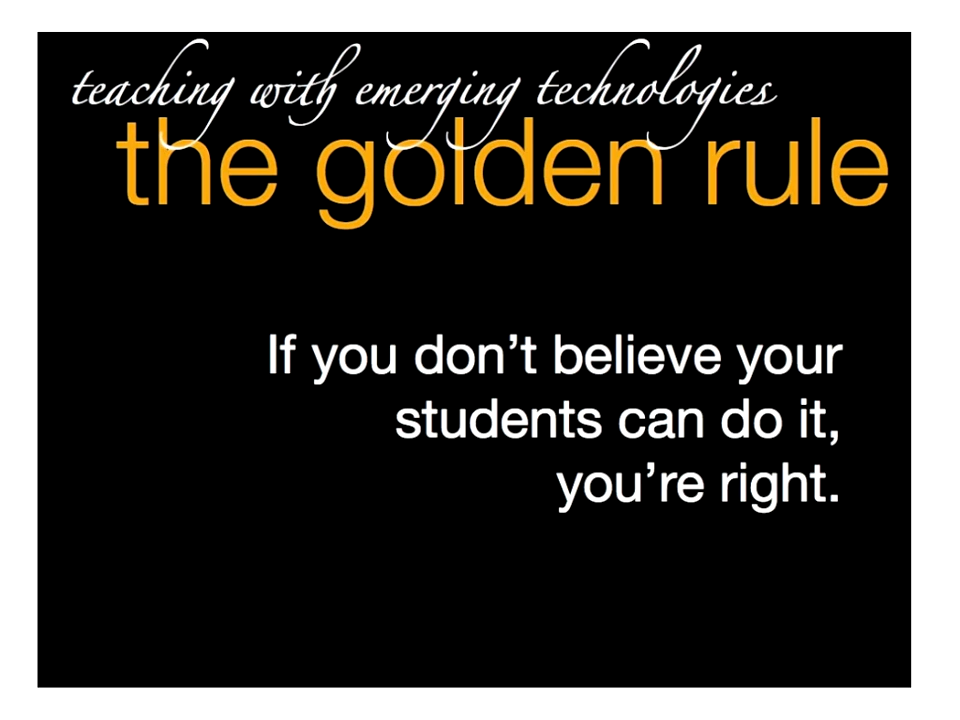 teaching with emerging technologies
the golden rule
If you don’t believe your
students can do it,
you’re right.